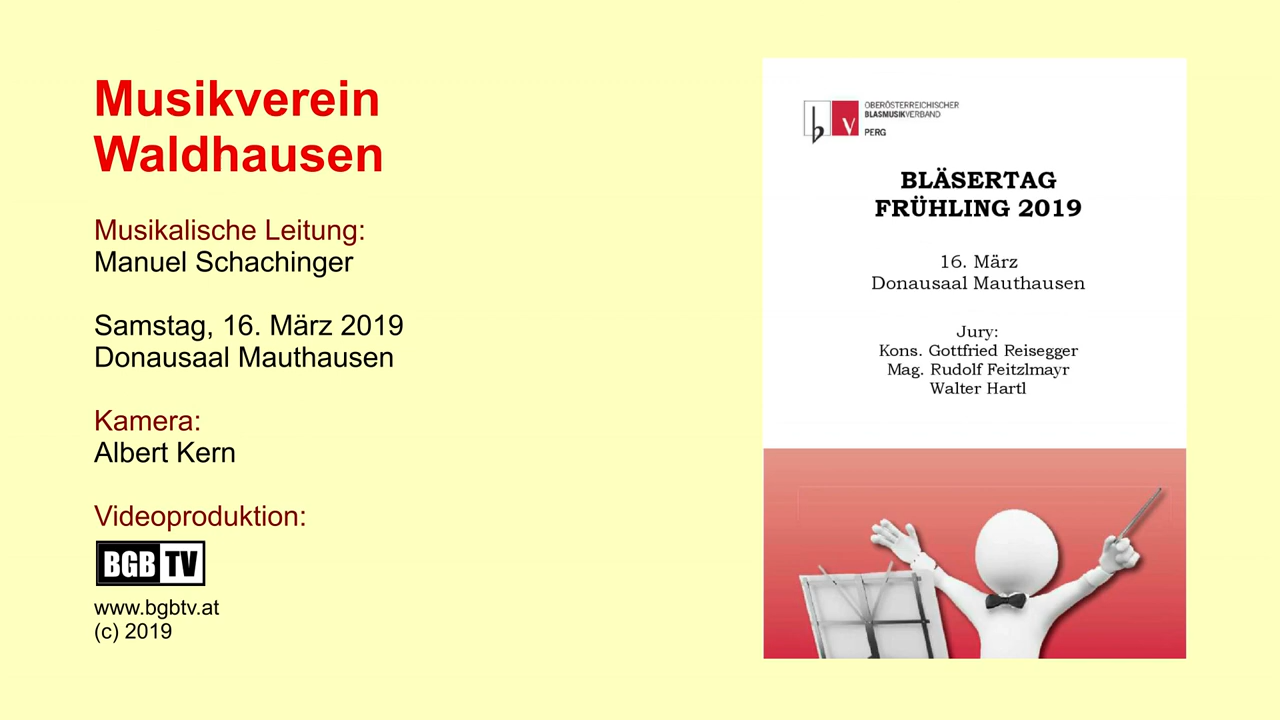 Musikverein
Waldhausen
Musikalische Leitung:
Manuel Schachinger
Samstag, 16. März 2019
Donausaal Mauthausen
Kamera:
Albert Kern
Videoproduktion:
BGB TV
www.bgbtv.at
(c) 2019
b v
OBERÖSTERREICHISCHER
BLASMUSIKVERBAND
PERG
BLÄSERTAG
FRÜHLING 2019
16. März
Donausaal Mauthausen
Jury:
Kons. Gottfried Reisegger
Mag. Rudolf Feitzlmayr
Walter Hartl